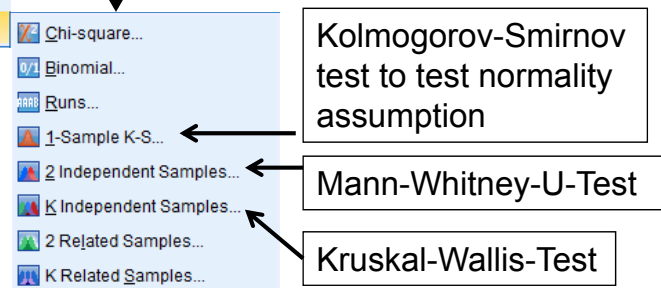 Chi-square...
Binomial...
Runs...
1-Sample K-S...
2 Independent Samples...
K Independent Samples...
2 Related Samples...
K Related Samples...
Kolmogorov-Smirnov
test to test normality
assumption
Mann-Whitney-U-Test
Kruskal-Wallis-Test